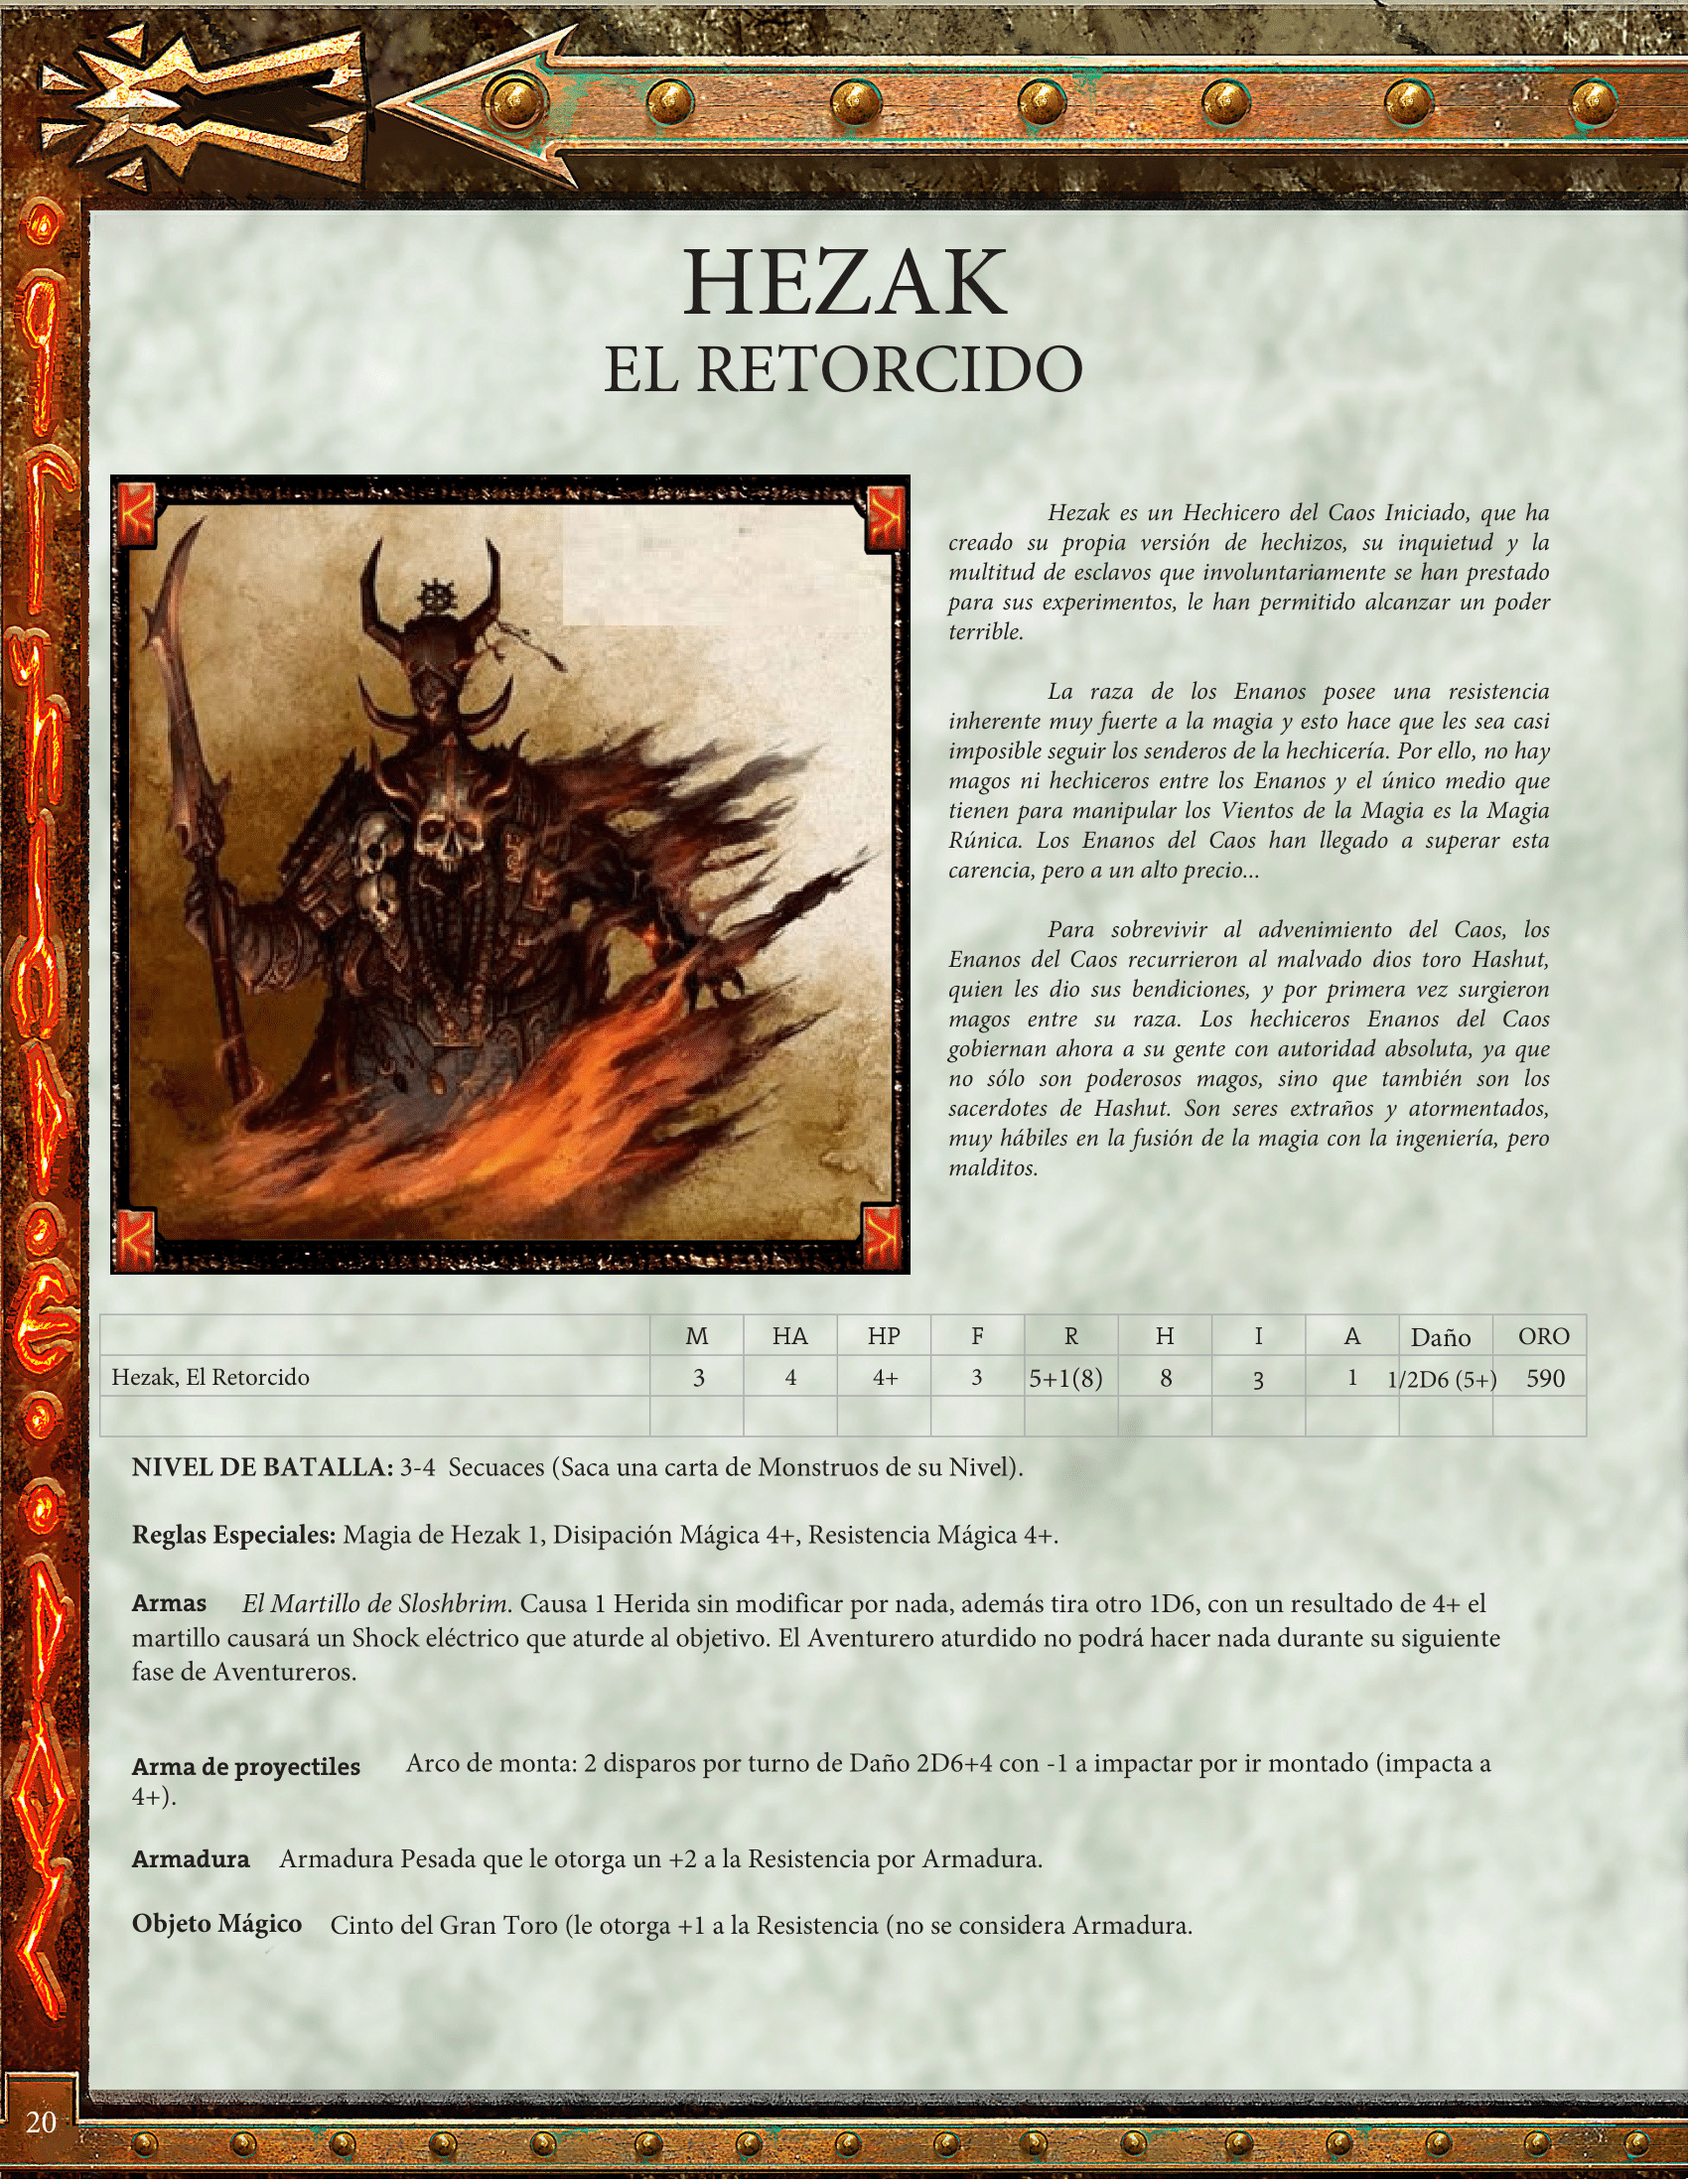 HEZAK
EL RETORCIDO
Hezak es un Hechicero del Caos Iniciado, que ha
creado su propia versión de hechizos, su inquietud y la
multitud de esclavos que involuntariamente se han prestado
para sus experimentos, le han permitido alcanzar un poder
terrible.
La raza de los Enanos posee una resistencia
inherente muy fuerte a la magia y esto hace que les sea casi
imposible seguir los senderos de la hechicería. Por ello, no hay
magos ni hechiceros entre los Enanos y el único medio que
tienen para manipular los Vientos de la Magia es la Magia
Rúnica. Los Enanos del Caos han llegado a superar esta
carencia, pero a un alto precio...
Para sobrevivir al advenimiento del Caos, los
Enanos del Caos recurrieron al malvado dios toro Hashut,
quien les dio sus bendiciones, y por primera vez surgieron
magos entre su raza. Los hechiceros Enanos del Caos
gobiernan ahora a su gente con autoridad absoluta, ya que
no sólo son poderosos magos, sino que también son los
sacerdotes de Hashut. Son seres extraños y atormentados,
muy hábiles en la fusión de la magia con la ingeniería, pero
malditos.
M HA HP F R H I A Daño ORO
Hezak, El Retorcido 3 4 4+ 3 5+1(8) 8 3 1 1/2D6 (5+) 590
NIVEL DE BATALLA: 3-4 Secuaces (Saca una carta de Monstruos de su Nivel).
Reglas Especiales: Magia de Hezak 1, Disipación Mágica 4+, Resistencia Mágica 4+.
Armas El Martillo de Sloshbrim. Causa 1 Herida sin modificar por nada, además tira otro 1D6, con un resultado de 4+ el
martillo causará un Shock eléctrico que aturde al objetivo. El Aventurero aturdido no podrá hacer nada durante su siguiente
fase de Aventureros.
Arma de proyectiles Arco de monta: 2 disparos por turno de Daño 2D6+4 con -1 a impactar por ir montado (impacta a
4+).
Armadura Armadura Pesada que le otorga un +2 a la Resistencia por Armadura.
Objeto Mágico Cinto del Gran Toro (le otorga +1 a la Resistencia (no se considera Armadura.
20